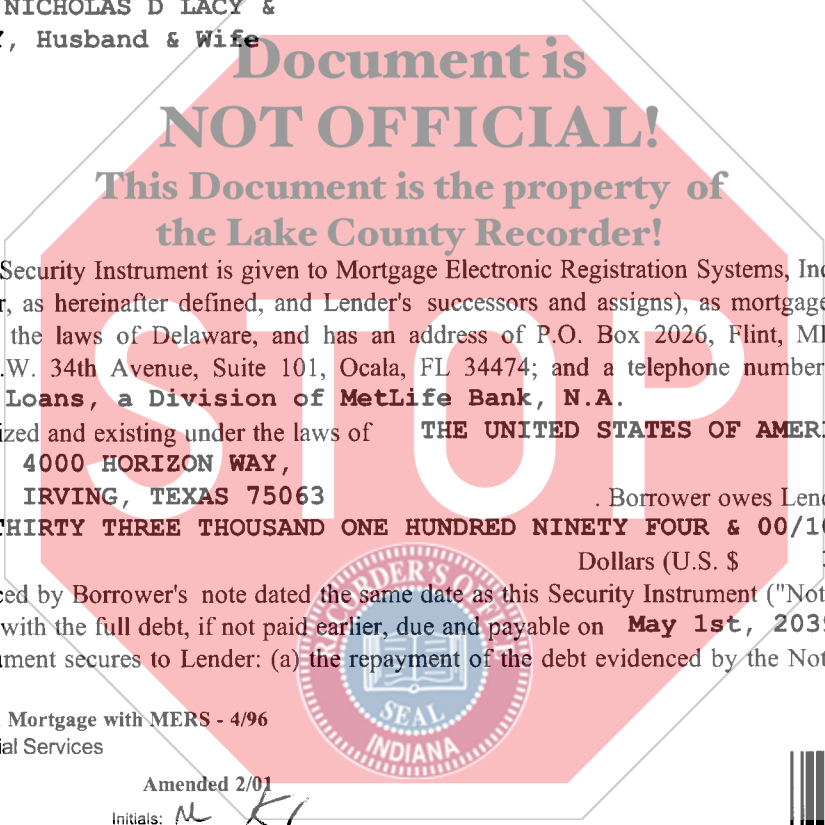 NICHOLAS D LACY &
, Husband & Wife
Document is
NOT OFFICIAL!
This Document is the property of
the Lake County Recorder!
Security Instrument is given to Mortgage Electronic Registration Systems, Inc
r, as hereinafter defined, and Lender's successors and assigns), as mortgage
the laws of Delaware, and has an address of P.O. Box 2026, Flint, MI
.W. 34th Avenue, Suite 101, Ocala, FL 34474; and a telephone number
Loans, a Division of MetLife Bank, N.A.
ized and existing under the laws of THE UNITED STATES OF AMERI
4000 HORIZON WAY,
IRVING, TEXAS 75063 . Borrower owes Lend
THIRTY THREE THOUSAND ONE HUNDRED NINETY FOUR & 00/10
Dollars (U.S. $
ced by Borrower's note dated the same date as this Security Instrument ("Not
with the full debt, if not paid earlier, due and payable on May 1st, 203
ument secures to Lender: (a) the repayment of the debt evidenced by the Not
STOP
RECORDER'S OFFICE
SEAL
INDIANA
Mortgage with MERS - 4/96
ial Services
Amended 2/01
Initials: